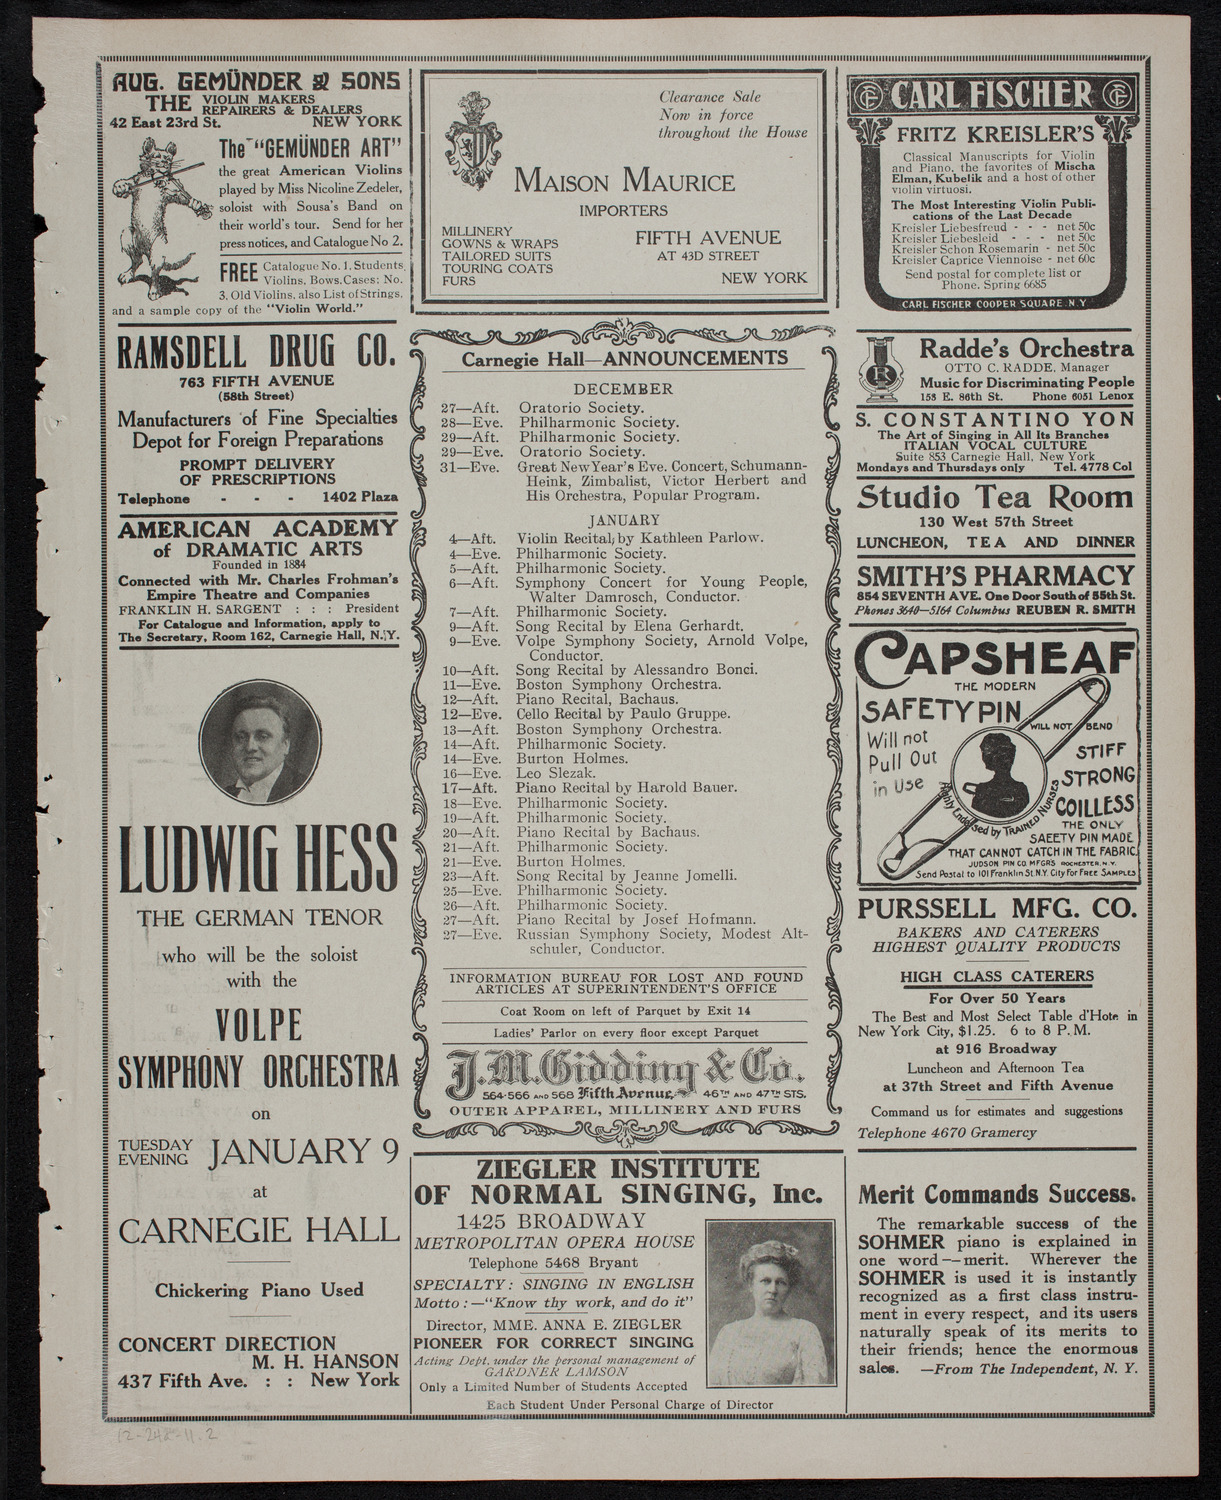 AUG. GEMÜNDER & SONS
THE VIOLIN MAKERS
REPAIRERS & DEALERS
42 East 23rd St. NEW YORK
The "GEMÜNDER ART"
the great American Violins
played by Miss Nicoline Zedeler,
soloist with Sousa's Band on
their world's tour. Send for her
press notices, and Catalogue No 2.
FREE Catalogue No. 1. Students,
Violins, Bows, Cases: No.
3, Old Violins, also List of Strings,
and a sample copy of the "Violin World."
RAMSDELL DRUG CO.
763 FIFTH AVENUE
(58th Street)
Manufacturers of Fine Specialties
Depot for Foreign Preparations
PROMPT DELIVERY
OF PRESCRIPTIONS
Telephone - - - 1402 Plaza
AMERICAN ACADEMY
of DRAMATIC ARTS
Founded in 1884
Connected with Mr. Charles Frohman's
Empire Theatre and Companies
FRANKLIN H. SARGENT : : : President
For Catalogue and Information, apply to
The Secretary, Room 162, Carnegie Hall, N. Y.
LUDWIG HESS
THE GERMAN TENOR
who will be the soloist
with the
VOLPE
SYMPHONY ORCHESTRA
on
TUESDAY
EVENING JANUARY 9
at
CARNEGIE HALL
Chickering Piano Used
CONCERT DIRECTION
M. H. HANSON
437 Fifth Ave. : : New York
Clearance Sale
Now in force
throughout the House
MAISON MAURICE
IMPORTERS
MILLINERY
GOWNS & WRAPS
TAILORED SUITS
TOURING COATS
FURS
FIFTH AVENUE
AT 43D STREET
NEW YORK
Carnegie Hall—ANNOUNCEMENTS
DECEMBER
27—Aft. Oratorio Society.
28—Eve. Philharmonic Society.
29—Aft. Philharmonic Society.
29—Eve. Oratorio Society.
31—Eve. Great New Year's Eve. Concert, Schumann-
Heink, Zimbalist, Victor Herbert and
His Orchestra, Popular Program.
JANUARY
4—Aft. Violin Recital, by Kathleen Parlow.
4—Eve. Philharmonic Society.
5—Aft. Philharmonic Society.
6—Aft. Symphony Concert for Young People,
Walter Damrosch, Conductor.
7—Aft. Philharmonic Society.
9—Aft. Song Recital by Elena Gerhardt.
9—Eve. Volpe Symphony Society, Arnold Volpe,
Conductor.
10—Aft. Song Recital by Alessandro Bonci.
11—Eve. Boston Symphony Orchestra.
12—Aft. Piano Recital, Bachaus.
12—Eve. Cello Recital by Paulo Gruppe.
13—Aft. Boston Symphony Orchestra.
14—Aft. Philharmonic Society.
14—Eve. Burton Holmes.
16—Eve. Leo Slezak.
17—Aft. Piano Recital by Harold Bauer.
18—Eve. Philharmonic Society.
19—Aft. Philharmonic Society.
20—Aft. Piano Recital by Bachaus.
21—Aft. Philharmonic Society.
21—Eve. Burton Holmes.
23—Aft. Song Recital by Jeanne Jomelli.
25—Eve. Philharmonic Society.
26—Aft. Philharmonic Society.
27—Aft. Piano Recital by Josef Hofmann.
27—Eve. Russian Symphony Society, Modest Alt-
schuler, Conductor.
INFORMATION BUREAU FOR LOST AND FOUND
ARTICLES AT SUPERINTENDENT'S OFFICE
Coat Room on left of Parquet by Exit 14
Ladies' Parlor on every floor except Parquet
J. M. Gidding & Co.
564-566 AND 568 Fifth Avenue, 46TH AND 47TH STS.
OUTER APPAREL, MILLINERY AND FURS
ZIEGLER INSTITUTE
OF NORMAL SINGING, Inc.
1425 BROADWAY
METROPOLITAN OPERA HOUSE
Telephone 5468 Bryant
SPECIALTY: SINGING IN ENGLISH
Motto:—"Know thy work, and do it"
Director, MME. ANNA E. ZIEGLER
PIONEER FOR CORRECT SINGING
Acting Dept. under the personal management of
GARDNER LAMSON
Only a Limited Number of Students Accepted
Each Student Under Personal Charge of Director
CF CARL FISCHER CF
FRITZ KREISLER'S
Classical Manuscripts for Violin
and Piano, the favorites of Mischa
Elman, Kubelik and a host of other
violin virtuosi.
The Most Interesting Violin Publi-
cations of the Last Decade
Kreisler Liebesfreud - - - net 50c
Kreisler Liebesleid - - - net 50c
Kreisler Schon Rosemarin - net 50c
Kreisler Caprice Viennoise - net 60c
Send postal for complete list or
Phone, Spring 6685
CARL FISCHER COOPER SQUARE. N.Y
R
Radde's Orchestra
OTTO C. RADDE, Manager
Music for Discriminating People
158 E. 86th St. Phone 6051 Lenox
S. CONSTANTINO YON
The Art of Singing in All Its Branches
ITALIAN VOCAL CULTURE
Suite 853 Carnegie Hall, New York
Mondays and Thursdays only Tel. 4778 Col
Studio Tea Room
130 West 57th Street
LUNCHEON, TEA AND DINNER
SMITH'S PHARMACY
854 SEVENTH AVE. One Door South of 55th St.
Phones 3640—5164 Columbus REUBEN R. SMITH
CAPSHEAF
THE MODERN
SAFETY PIN
WILL NOT BEND
Will not
Pull Out
in Use
STIFF
STRONG
COILLESS
Highly Endorsed by TRAINED NURSES
THE ONLY
SAFETY PIN MADE
THAT CANNOT CATCH IN THE FABRIC
JUDSON PIN CO. MFGRS ROCHESTER, N.Y.
Send Postal to 101 Franklin St. N.Y. City For FREE SAMPLES
PURSSELL MFG. CO.
BAKERS AND CATERERS
HIGHEST QUALITY PRODUCTS
HIGH CLASS CATERERS
For Over 50 Years
The Best and Most Select Table d'Hote in
New York City, $1.25. 6 to 8 P. M.
at 916 Broadway
Luncheon and Afternoon Tea
at 37th Street and Fifth Avenue
Command us for estimates and suggestions
Telephone 4670 Gramercy
Merit Commands Success.
The remarkable success of the
SOHMER piano is explained in
one word—merit. Wherever the
SOHMER is used it is instantly
recognized as a first class instru-
ment in every respect, and its users
naturally speak of its merits to
their friends; hence the enormous
sales. —From The Independent, N. Y.